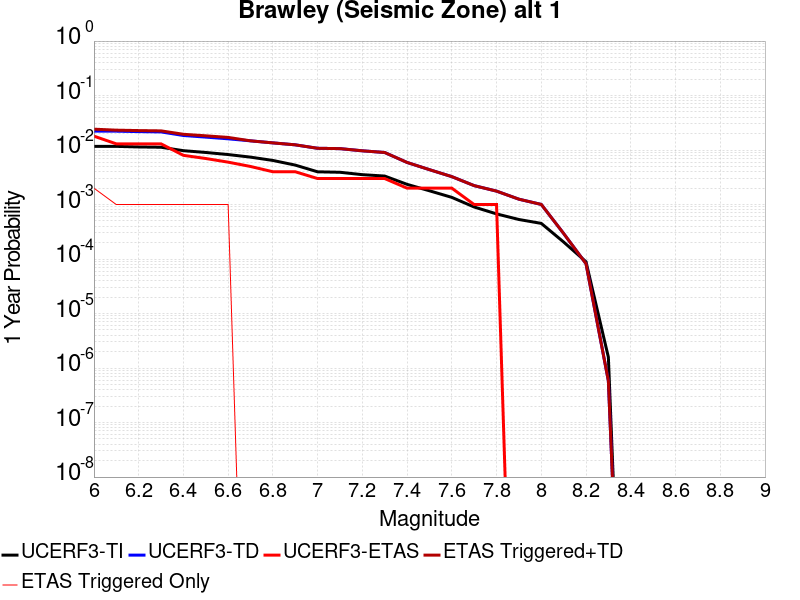 Brawley (Seismic Zone) alt 1
10^0
10^-1
10^-2
10^-3
10^-4
10^-5
10^-6
10^-7
10^-8
1 Year Probability
6 6.2 6.4 6.6 6.8 7 7.2 7.4 7.6 7.8 8 8.2 8.4 8.6 8.8 9
Magnitude
UCERF3-TI UCERF3-TD UCERF3-ETAS ETAS Triggered+TD
ETAS Triggered Only